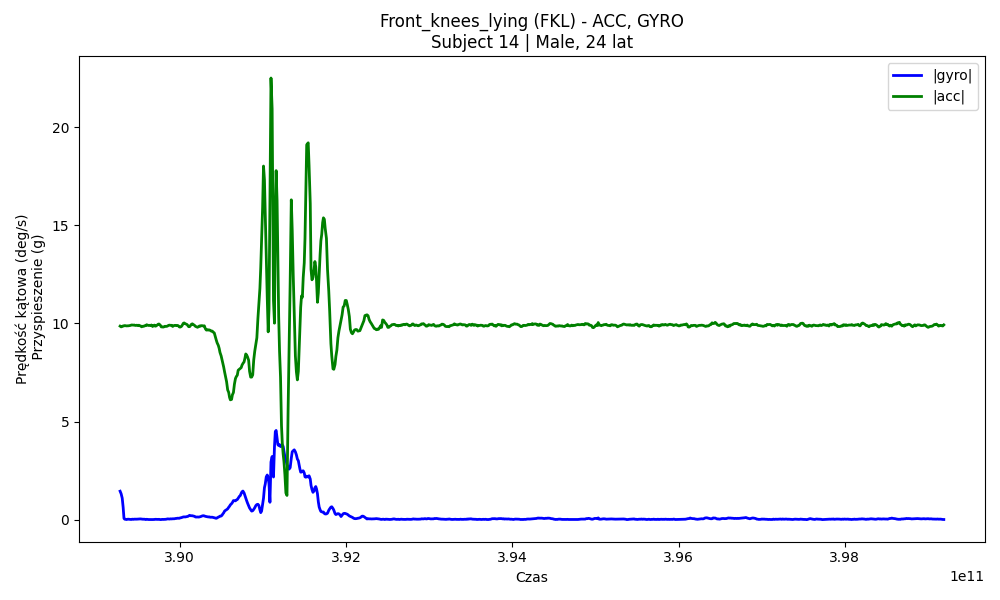 Front_knees_lying (FKL) - ACC, GYRO
Subject 14 | Male, 24 lat
|gyro|
|acc|
20
15
10
5
0
Prędkość kątowa (deg/s)
Przyspieszenie (g)
3.90
3.92
3.94
3.96
3.98
1e11
Czas